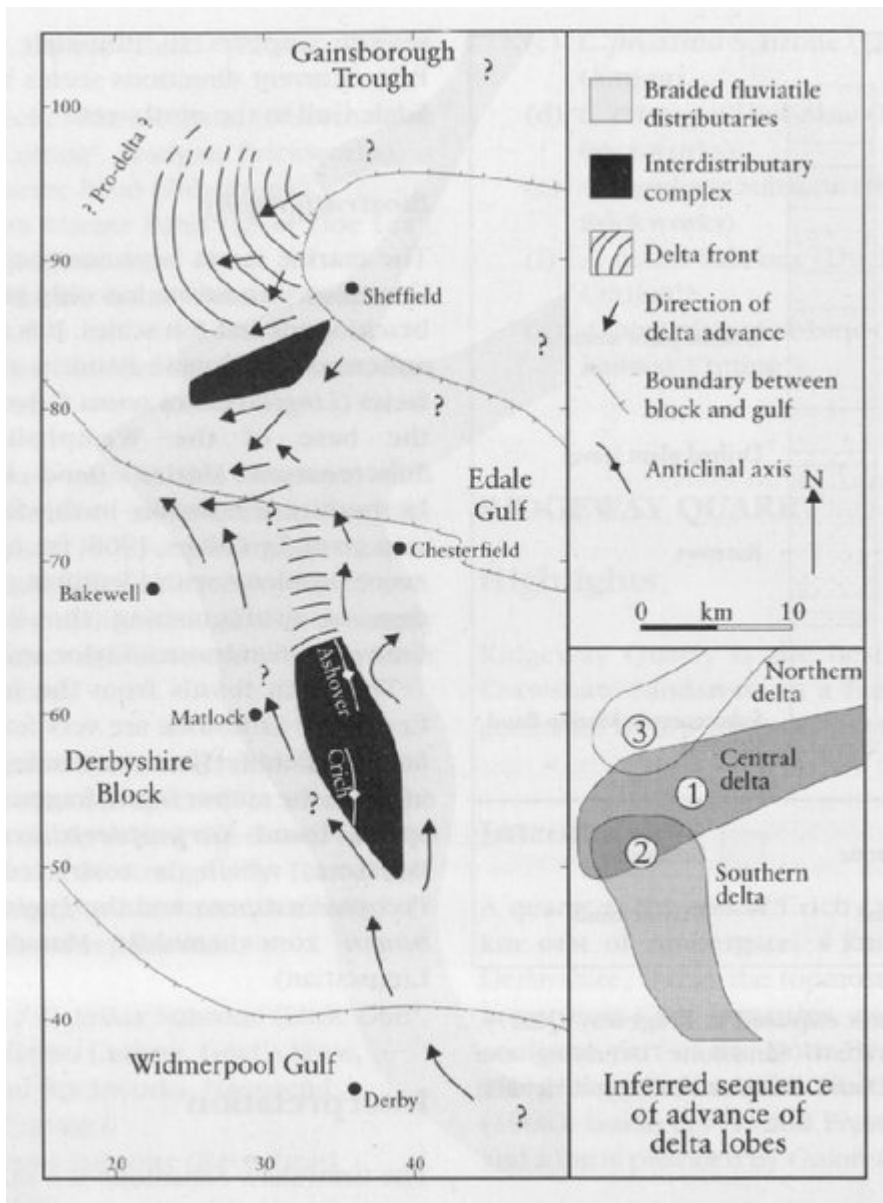 Gainsborough
Trough
?
100
? Pro-delta ?
?
90
Sheffield
?
80
?
Edale
Gulf
?
Chesterfield
70
Bakewell
?
Ashover
Matlock
60
Derbyshire
Block
Crich
?
50
40
Widmerpool Gulf
Derby
?
20
30
40
Braided fluviatile
distributaries
Interdistributary
complex
Delta front
Direction of
delta advance
Boundary between
block and gulf
Anticlinal axis
N
0 km 10
Northern
delta
3
Central
delta
1
2
Southern
delta
Inferred sequence
of advance of
delta lobes